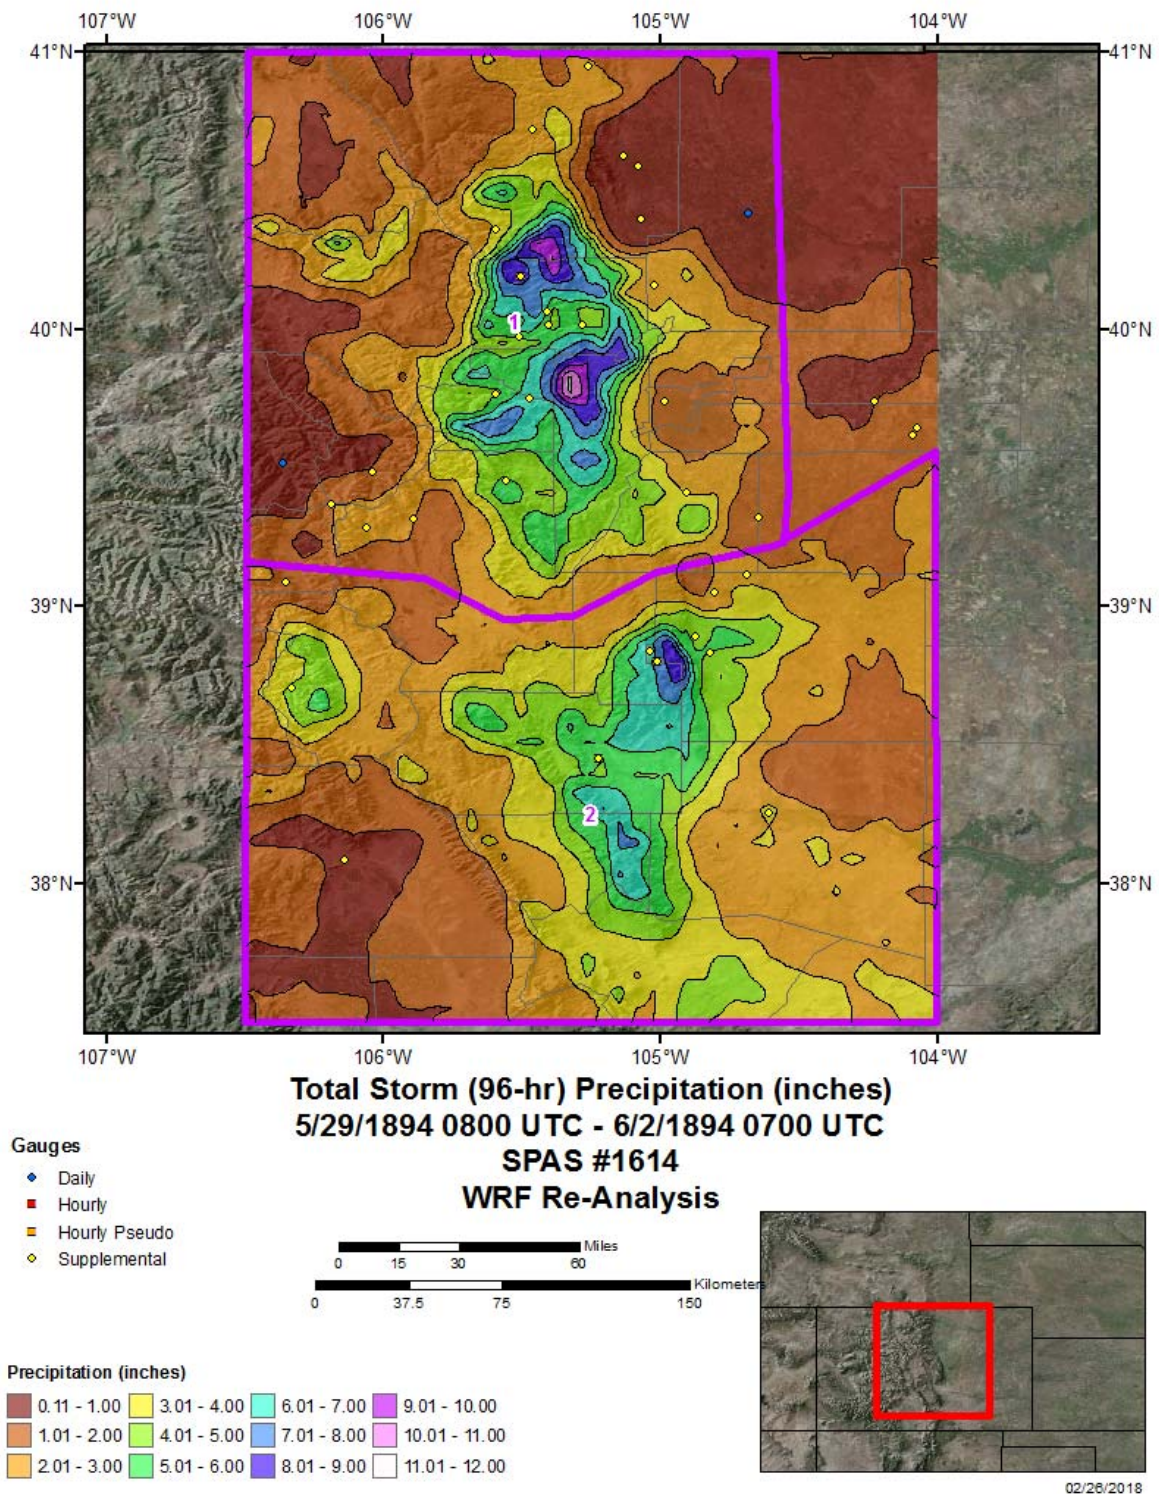 107°W 106°W 105°W 104°W
41°N 41°N
40°N 40°N
39°N 39°N
38°N 38°N
1
2
107°W 106°W 105°W 104°W
Total Storm (96-hr) Precipitation (inches)
5/29/1894 0800 UTC - 6/2/1894 0700 UTC
SPAS #1614
WRF Re-Analysis
Gauges
Daily
Hourly
Hourly Pseudo
Supplemental
Miles
0 15 30 60
Kilometers
0 37.5 75 150
Precipitation (inches)
0.11 - 1.00 3.01 - 4.00 6.01 - 7.00 9.01 - 10.00
1.01 - 2.00 4.01 - 5.00 7.01 - 8.00 10.01 - 11.00
2.01 - 3.00 5.01 - 6.00 8.01 - 9.00 11.01 - 12.00
02/26/2018